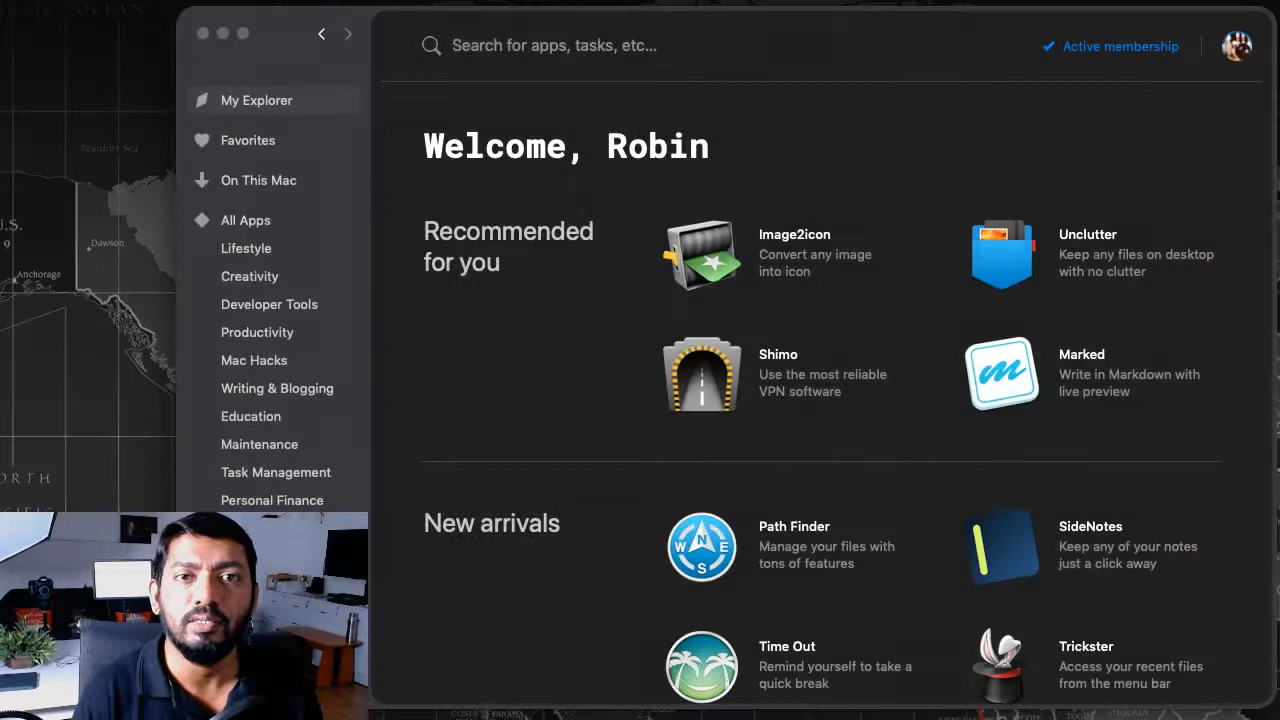 Search for apps, tasks, etc...
Active membership
My Explorer
Favorites
On This Mac
All Apps
Lifestyle
Creativity
Developer Tools
Productivity
Mac Hacks
Writing & Blogging
Education
Maintenance
Task Management
Personal Finance
Welcome, Robin
Recommended
for you
Image2icon
Convert any image
into icon
Unclutter
Keep any files on desktop
with no clutter
Shimo
Use the most reliable
VPN software
Marked
Write in Markdown with
live preview
New arrivals
Path Finder
Manage your files with
tons of features
SideNotes
Keep any of your notes
just a click away
Time Out
Remind yourself to take a
quick break
Trickster
Access your recent files
from the menu bar
N
W
E
S
m
Beaufort Sea
U.S.
9
Dawson
Anchorage